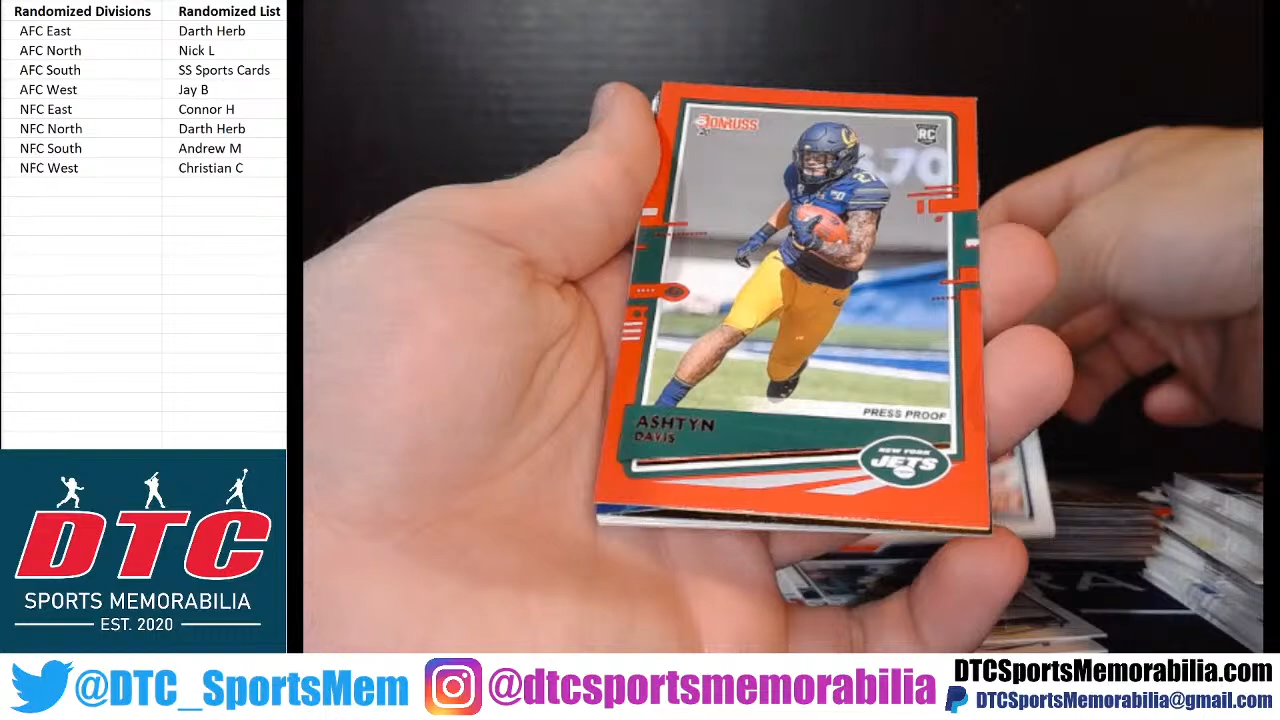 Randomized Divisions Randomized List
AFC East Darth Herb
AFC North Nick L
AFC South SS Sports Cards
AFC West Jay B
NFC East Connor H
NFC North Darth Herb
NFC South Andrew M
NFC West Christian C
DONRUSS
RC
27
PRESS PROOF
ASHTYN
DAVIS
NEW YORK
JETS
DTC
SPORTS MEMORABILIA
EST. 2020
@DTC_SportsMem
@dtcsportsmemorabilia
DTCSportsMemorabilia.com
DTCSportsMemorabilia@gmail.com